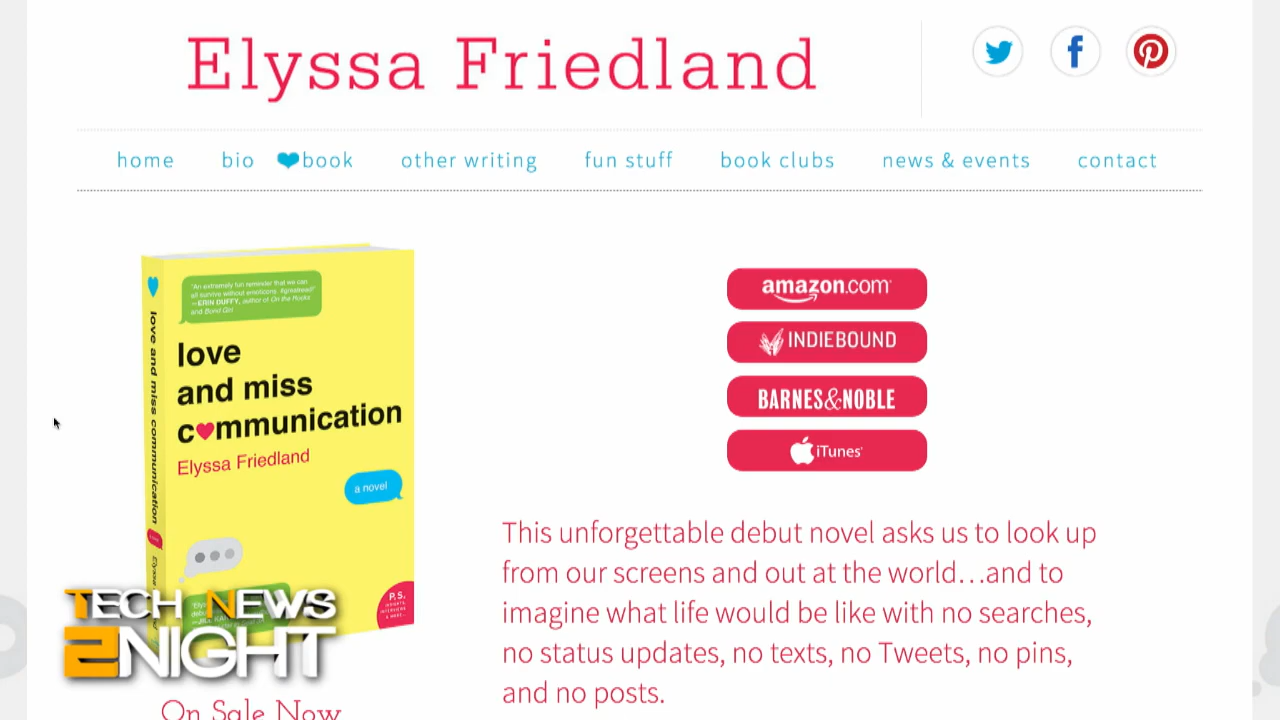 Elyssa Friedland
home bio book other writing fun stuff book clubs news & events contact
"An extremely fun reminder that we can
all survive without emoticons. #greatread!"
—ERIN DUFFY, author of On the Rocks
and Bond Girl
love
and miss
c♥mmunication
Elyssa Friedland
a novel
love and miss communication
P.S.
INSIGHTS,
INTERVIEWS
& MORE...
amazon.com
INDIEBOUND
BARNES&NOBLE
iTunes
This unforgettable debut novel asks us to look up
from our screens and out at the world…and to
imagine what life would be like with no searches,
no status updates, no texts, no Tweets, no pins,
and no posts.
TECH NEWS
2NIGHT
On Sale Now